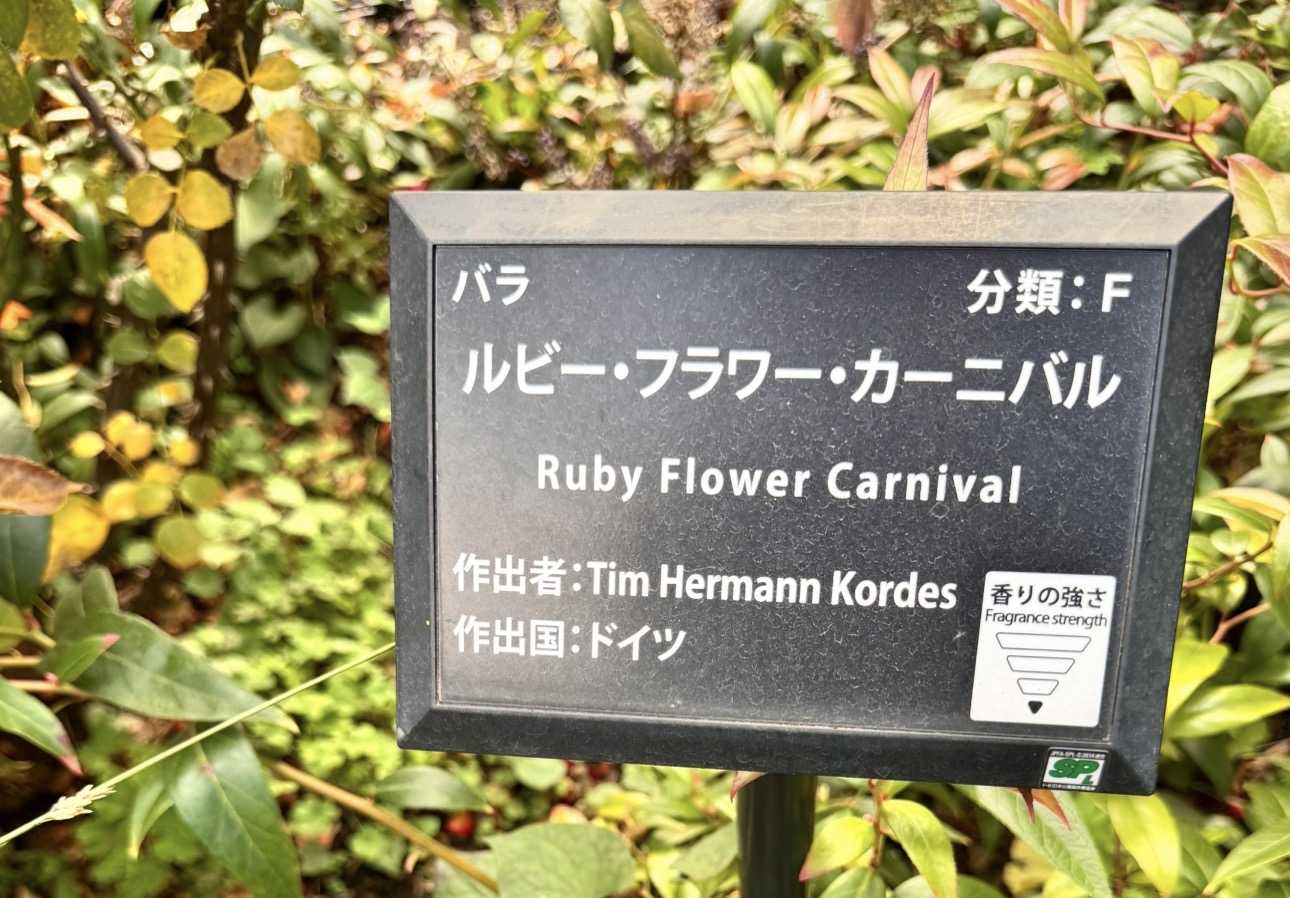 バラ
分類：F
ルビー・フラワー・カーニバル
Ruby Flower Carnival
作出者：Tim Hermann Kordes
作出国：ドイツ
香りの強さ
Fragrance strength
SPL